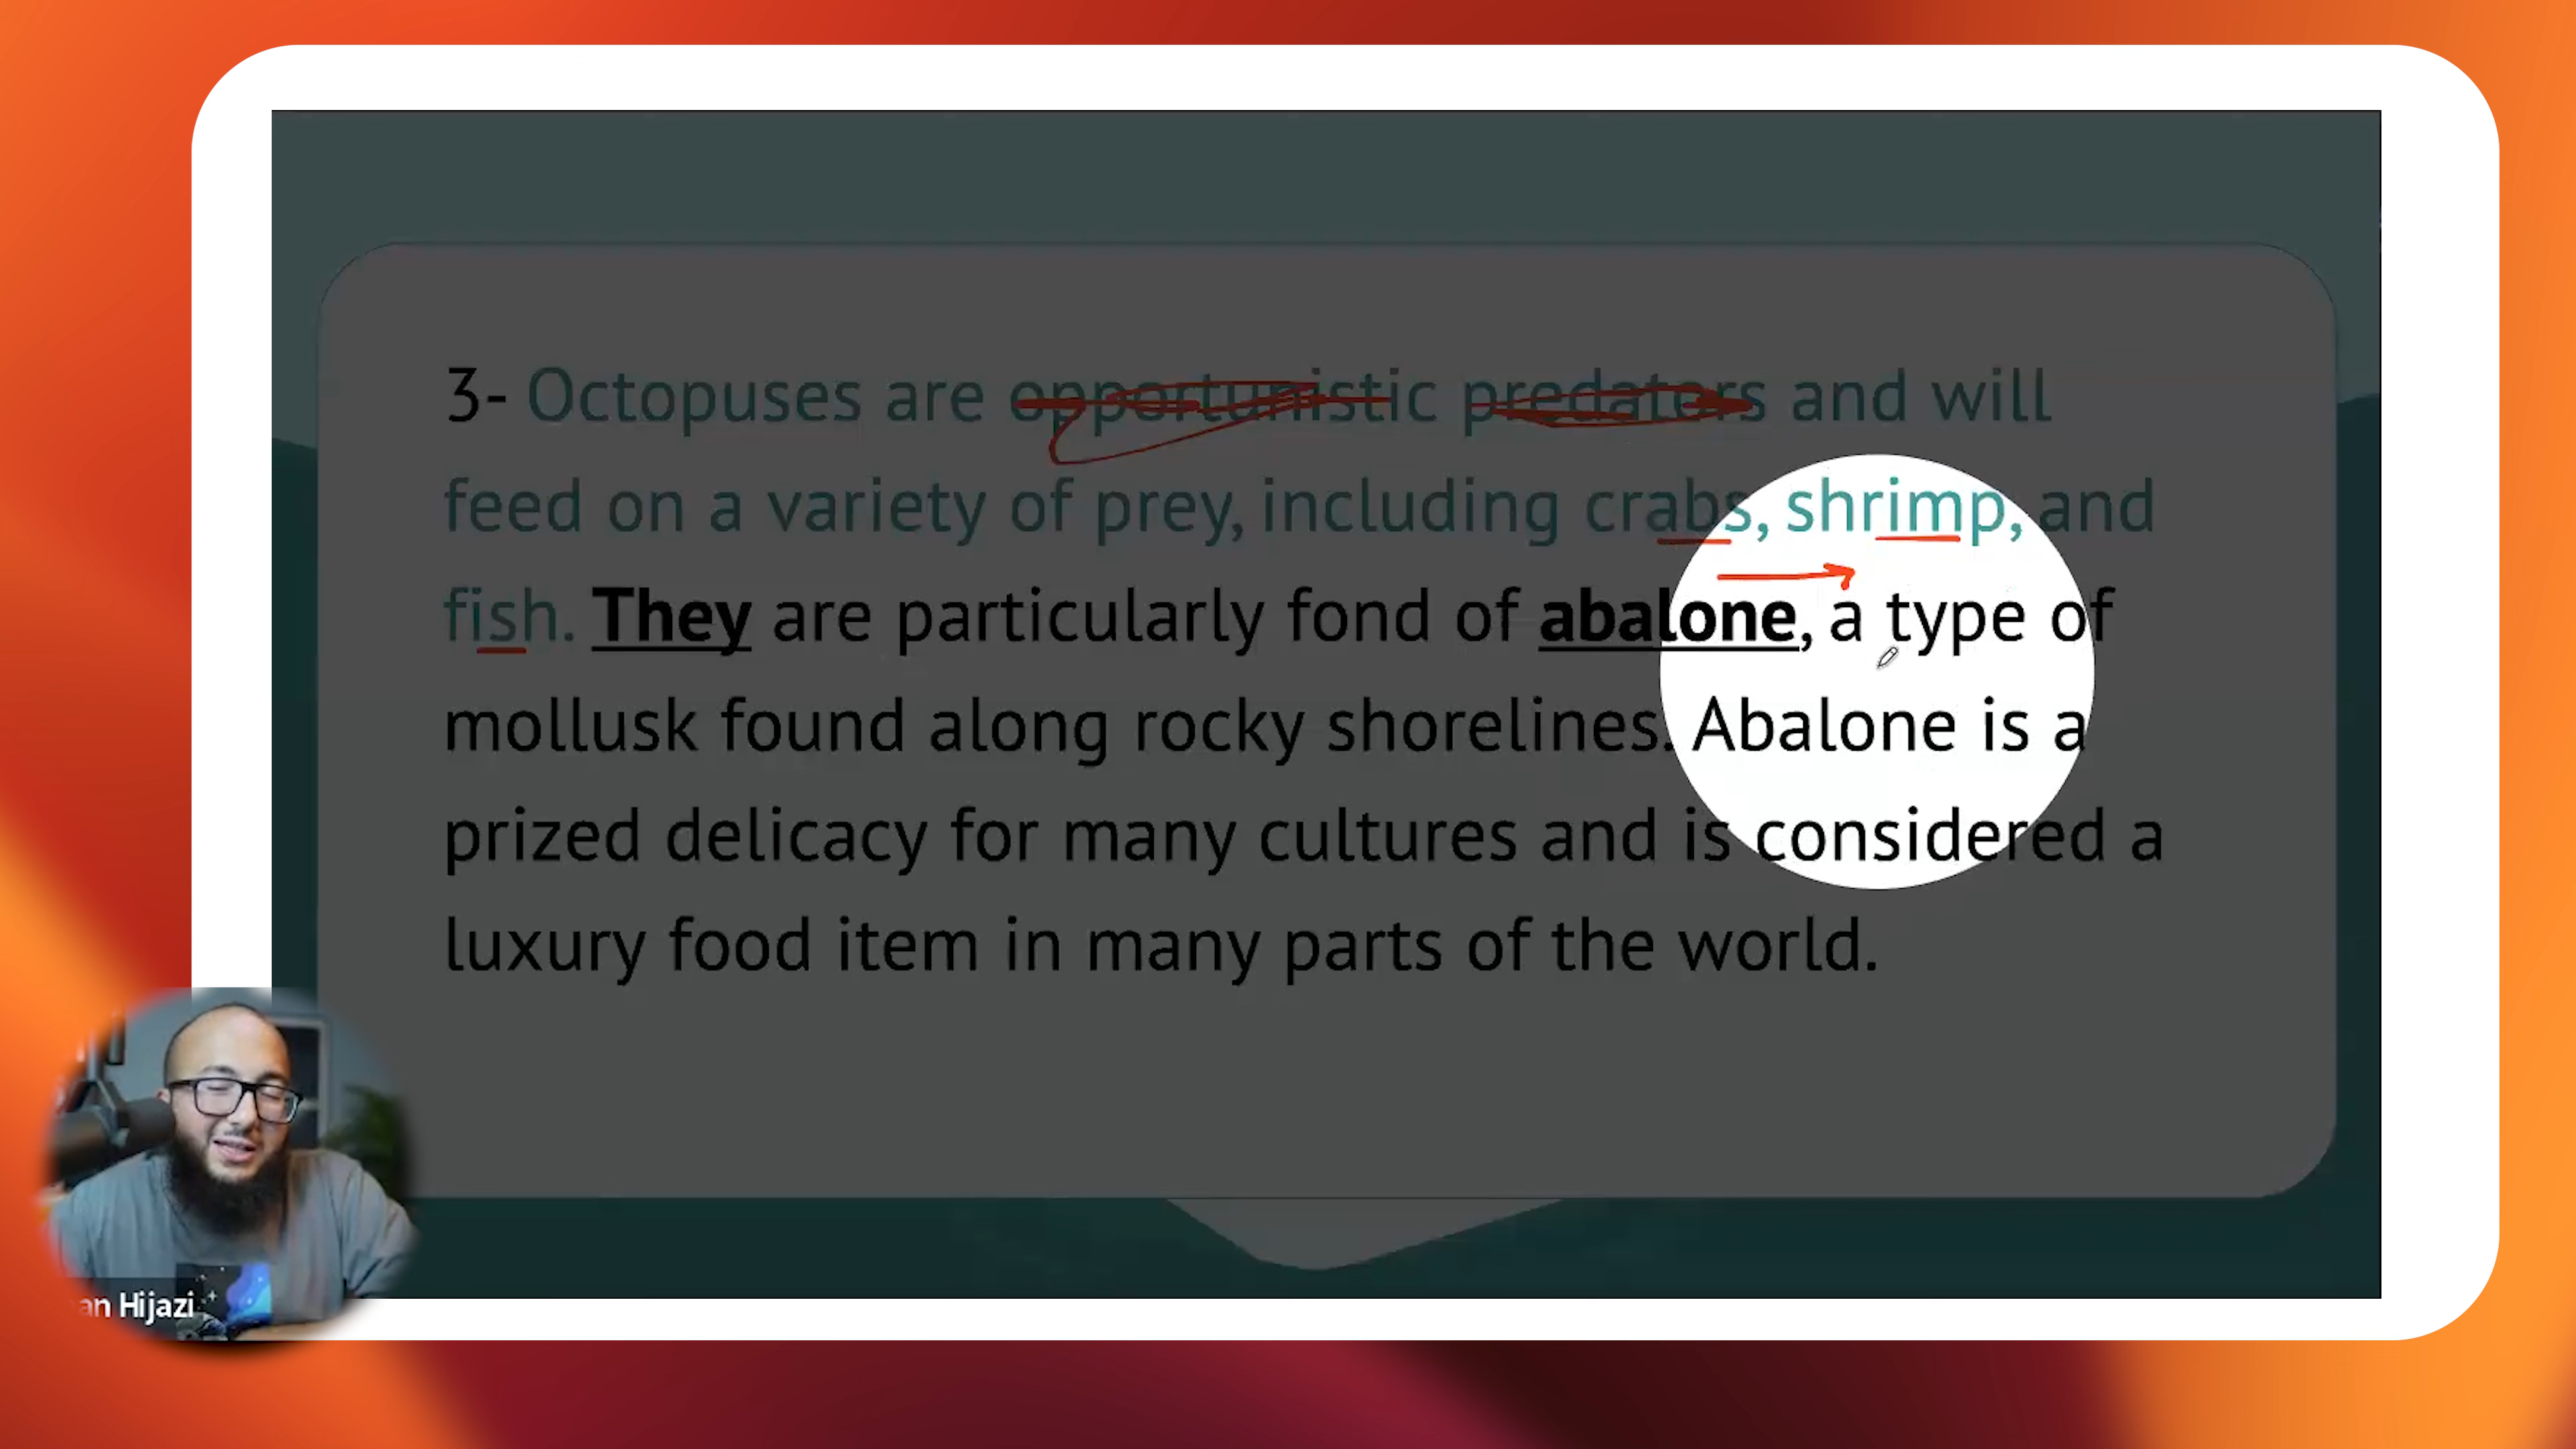 3- Octopuses are opportunistic predators and will
feed on a variety of prey, including crabs, shrimp, and
fish. They are particularly fond of abalone, a type of
mollusk found along rocky shorelines. Abalone is a
prized delicacy for many cultures and is considered a
luxury food item in many parts of the world.
an Hijazi